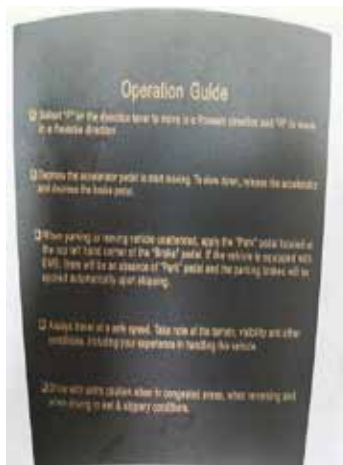 Operation Guide
Select "F" on the direction lever to move in a Forward direction and "R" to move
in a Reverse direction
Depress the accelerator pedal to start moving. To slow down, release the accelerator
and depress the brake pedal.
When parking or leaving vehicle unattended, apply the "Park" pedal located at
the top left hand corner of the "Brake" pedal. If the vehicle is equipped with
EMB, there will be an absence of "Park" pedal and the parking brakes will be
applied automatically upon stopping.
Always travel at a safe speed. Take note of the terrain, visibility and other
conditions, including your experience in handling the vehicle
Drive with extra caution when in congested areas, when reversing and
when driving in wet & slippery conditions.